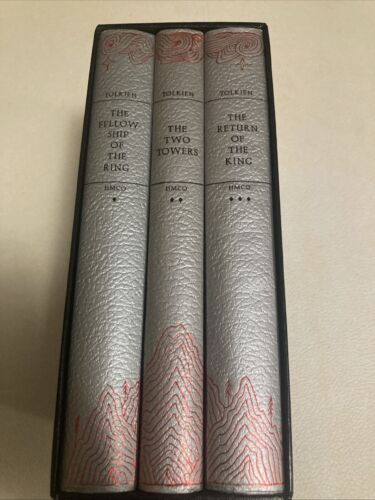 TOLKIEN
THE
FELLOW
SHIP
OF
THE
RING
HMCO
TOLKIEN
THE
TWO
TOWERS
HMCO
TOLKIEN
THE
RETURN
OF
THE
KING
HMCO